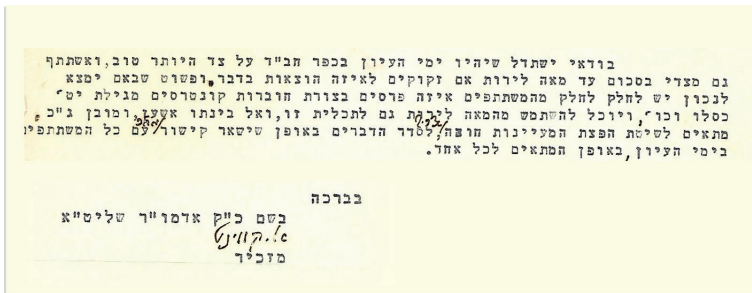 בודאי ישתדל שיהיו ימי העיון בכפר חב"ד על צד היותר טוב, ואשתתף
גם מצדי בסכום עד מאה לירות אם זקוקים לאיזה הוצאות בדבר, ופשוט שבאם ימצא
לנכון יש לחלק לחלק מהמשתתפים איזה פרסים בצורת חוברות קונטרסים מגילת יט'
כסלו וכו', ויוכל להשתמש מהמאה לירות גם לתכלית זו, ואל בינתו אשען, ומובן ג"כ
מתאים לשיטת הפצת המעיינות חוצה, לסדר הדברים באופן שישאר קישור עם כל המשתתפים
בימי העיון, באופן המתאים לכל אחד.
בברכה
בשם כ"ק אדמו"ר שליט"א
א. קווינט
מזכיר